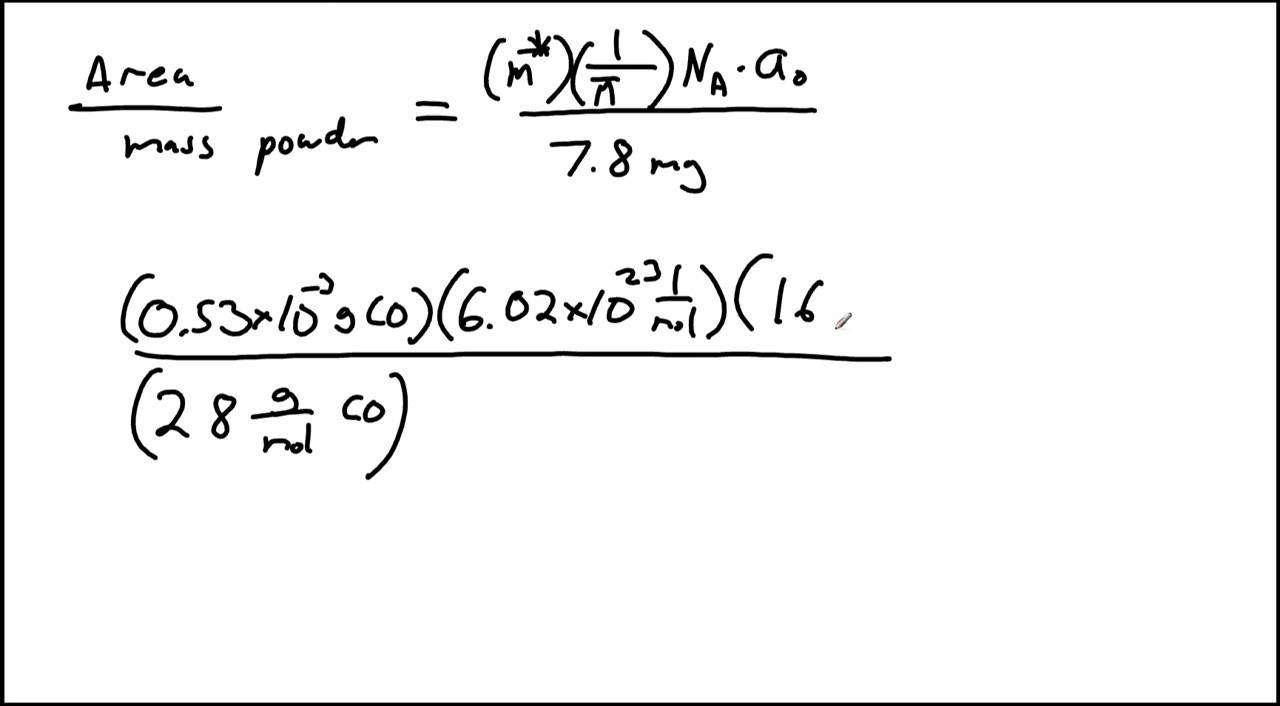 Area / mass powder = (m*)(1/m̅) N_A · a₀ / 7.8 mg
(0.53×10⁻³ g CO)(6.02×10²³ 1/mol)(16
(28 g/mol CO)